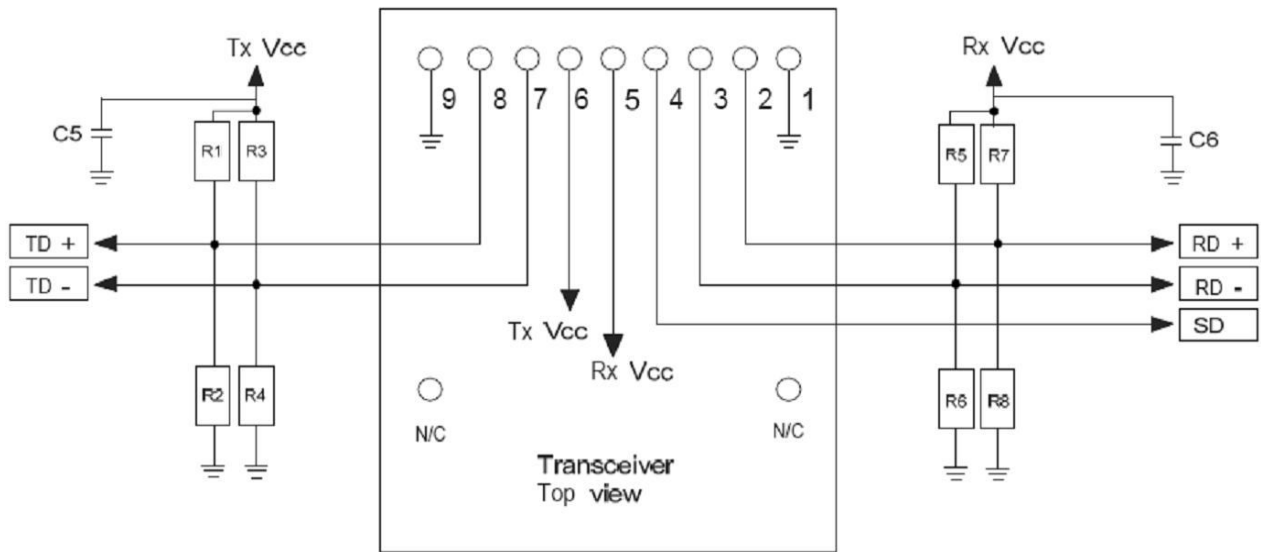 Tx Vcc
Rx Vcc
9 8 7 6 5 4 3 2 1
C5
R1 R3
R5 R7
C6
TD +
RD +
TD -
RD -
SD
Tx Vcc
Rx Vcc
R2 R4
R6 R8
N/C
N/C
Transceiver
Top view